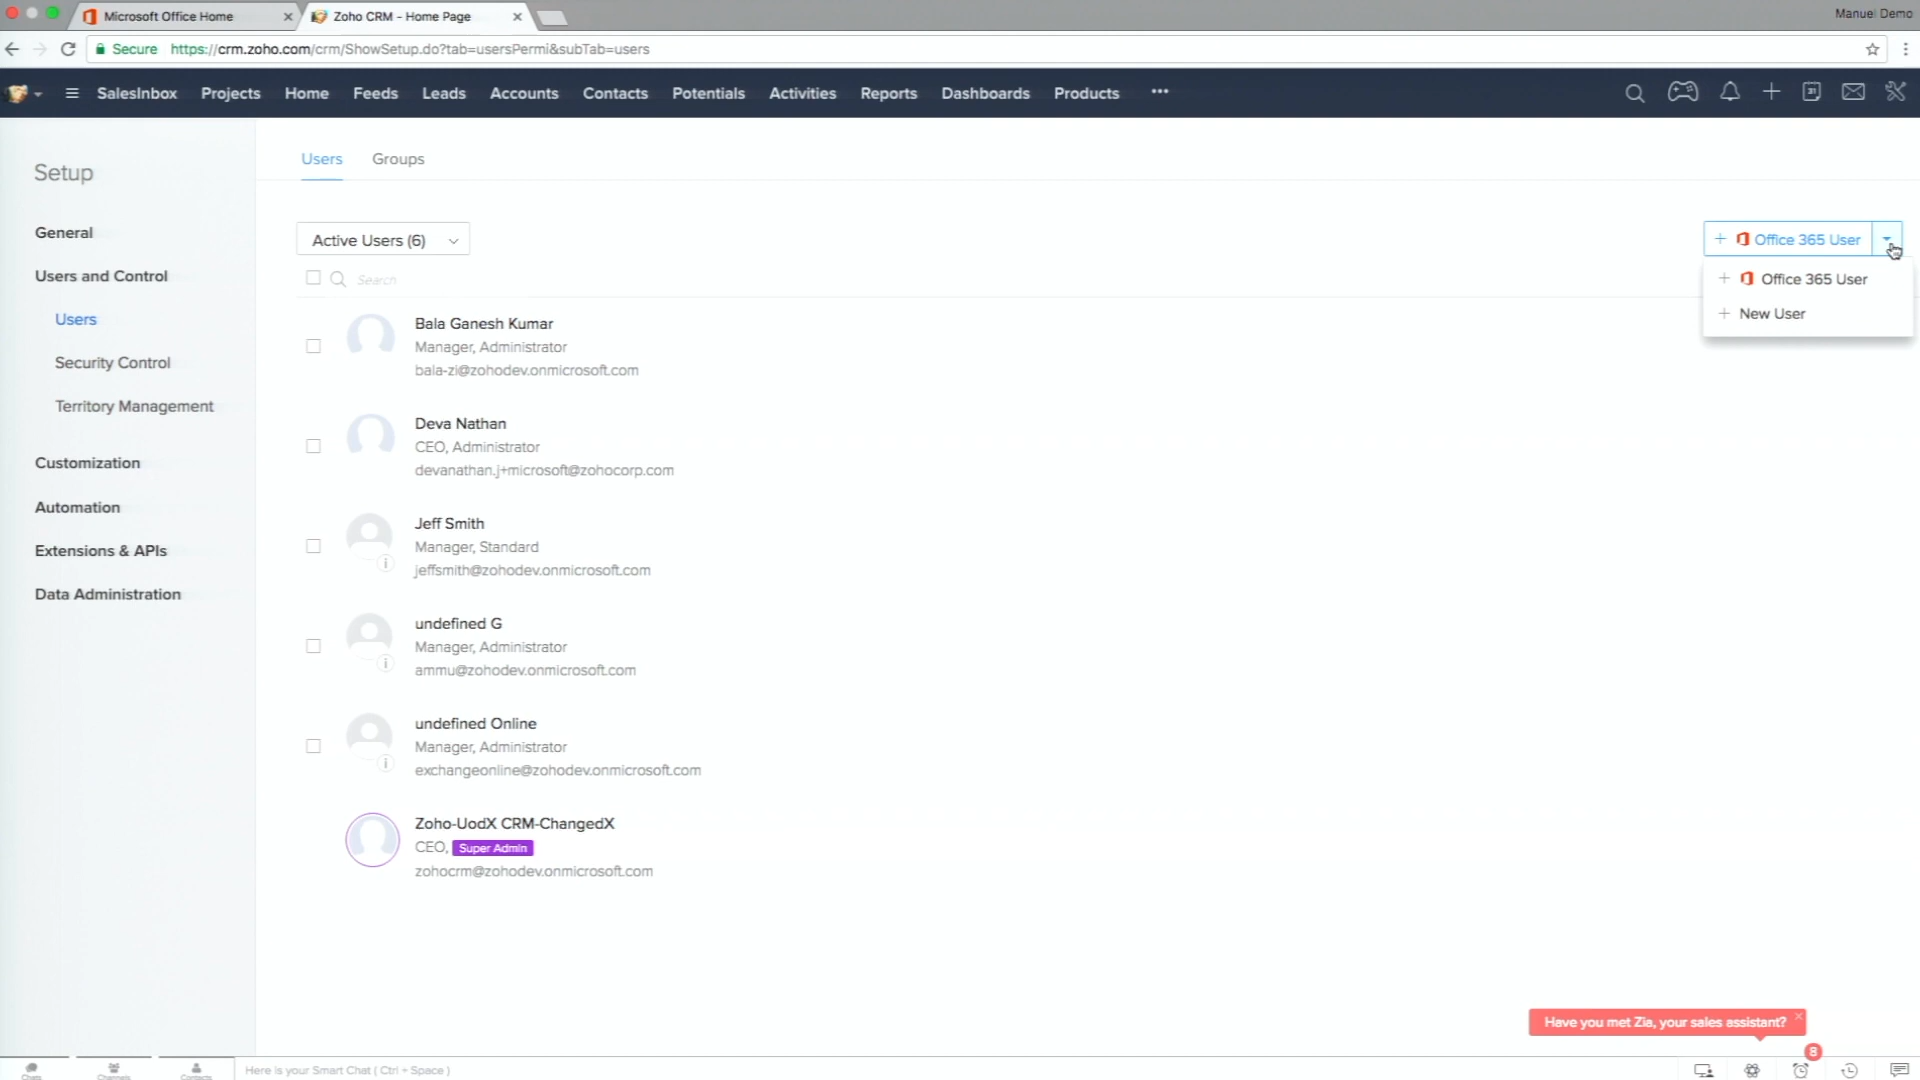 Microsoft Office Home
Zoho CRM - Home Page
Manuel Demo
Secure https://crm.zoho.com/crm/ShowSetup.do?tab=usersPermi&subTab=users
SalesInbox Projects Home Feeds Leads Accounts Contacts Potentials Activities Reports Dashboards Products •••
31
Setup
General
Users and Control
Users
Security Control
Territory Management
Customization
Automation
Extensions & APIs
Data Administration
Users Groups
Active Users (6)
Search
+ Office 365 User
+ Office 365 User
+ New User
Bala Ganesh Kumar
Manager, Administrator
bala-zi@zohodev.onmicrosoft.com
Deva Nathan
CEO, Administrator
devanathan.j+microsoft@zohocorp.com
Jeff Smith
Manager, Standard
jeffsmith@zohodev.onmicrosoft.com
undefined G
Manager, Administrator
ammu@zohodev.onmicrosoft.com
undefined Online
Manager, Administrator
exchangeonline@zohodev.onmicrosoft.com
Zoho-UodX CRM-ChangedX
CEO, Super Admin
zohocrm@zohodev.onmicrosoft.com
Have you met Zia, your sales assistant?
8
Chats Channels Contacts
Here is your Smart Chat ( Ctrl + Space )